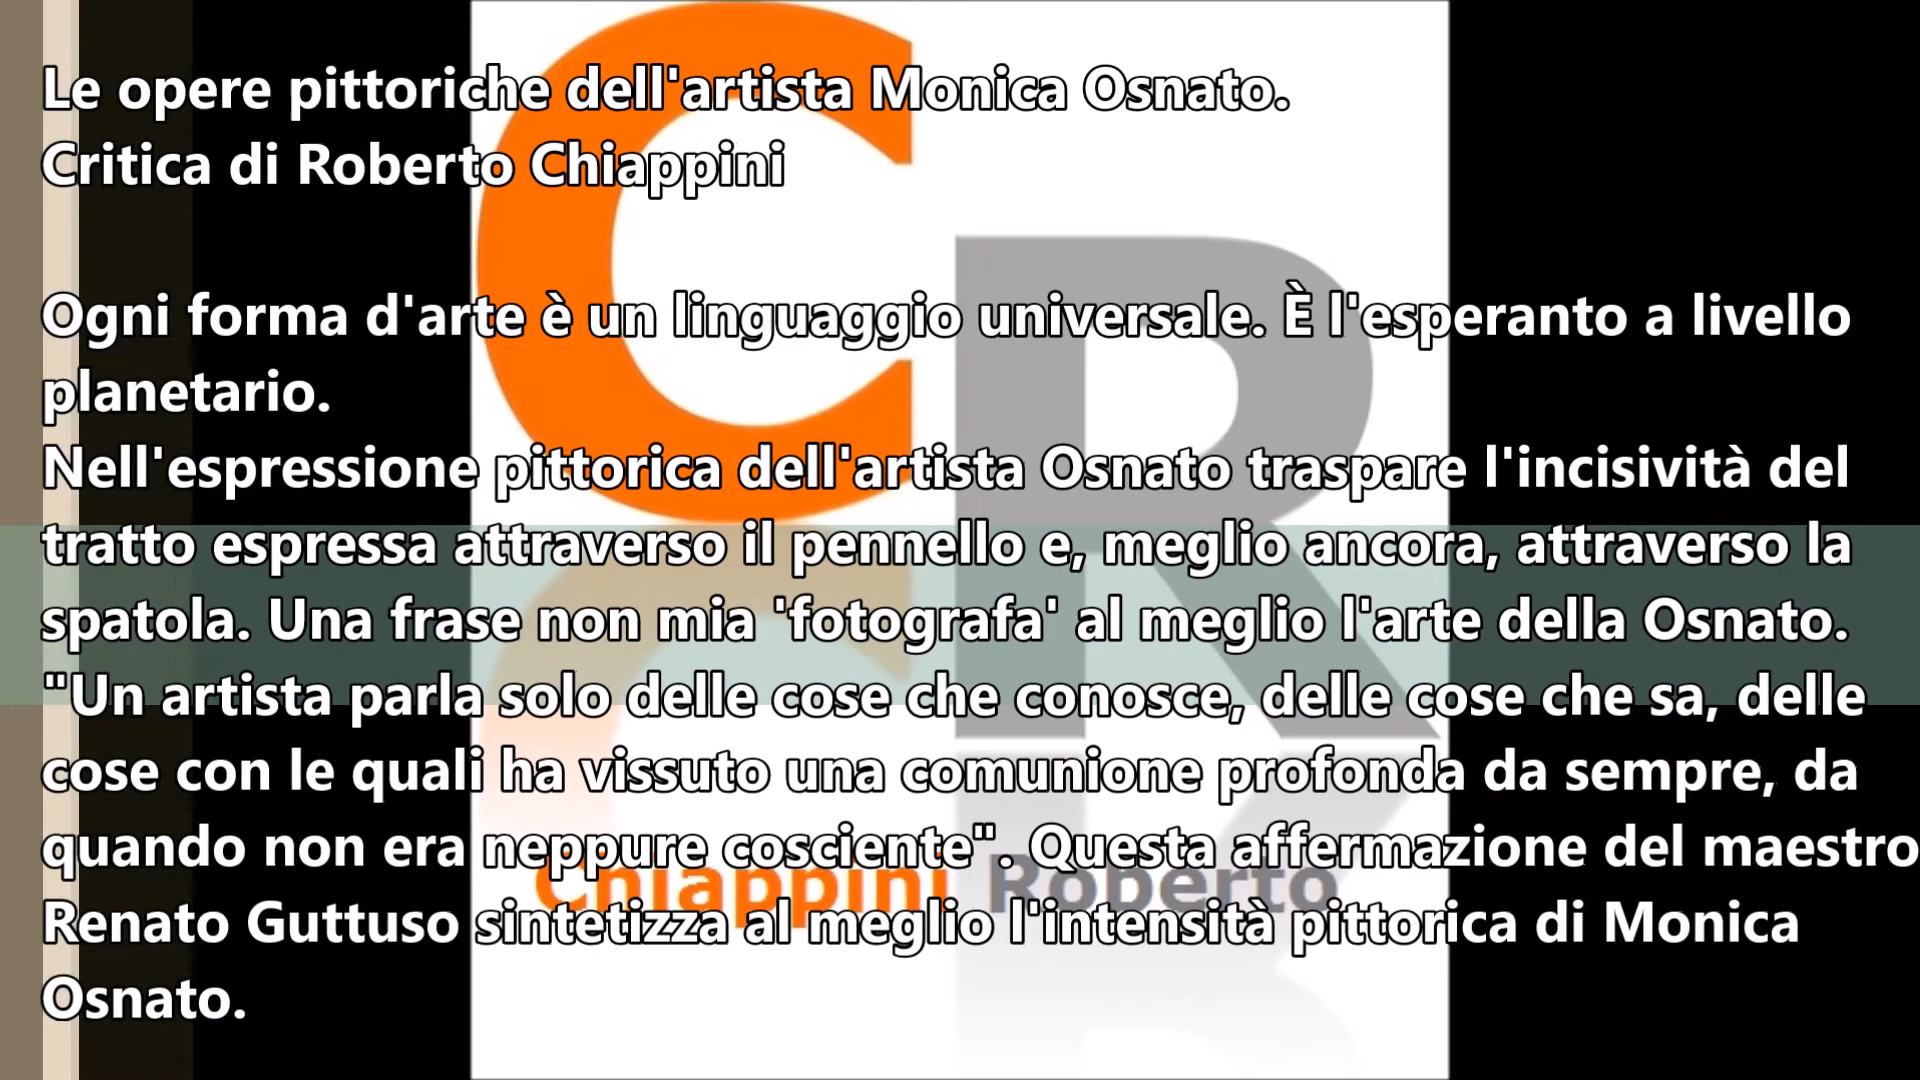 Le opere pittoriche dell'artista Monica Osnato.
Critica di Roberto Chiappini
Ogni forma d'arte è un linguaggio universale. È l'esperanto a livello
planetario.
Nell'espressione pittorica dell'artista Osnato traspare l'incisività del
tratto espressa attraverso il pennello e, meglio ancora, attraverso la
spatola. Una frase non mia 'fotografa' al meglio l'arte della Osnato.
"Un artista parla solo delle cose che conosce, delle cose che sa, delle
cose con le quali ha vissuto una comunione profonda da sempre, da
quando non era neppure cosciente". Questa affermazione del maestro
Renato Guttuso sintetizza al meglio l'intensità pittorica di Monica
Osnato.
CR
Chiappini Roberto